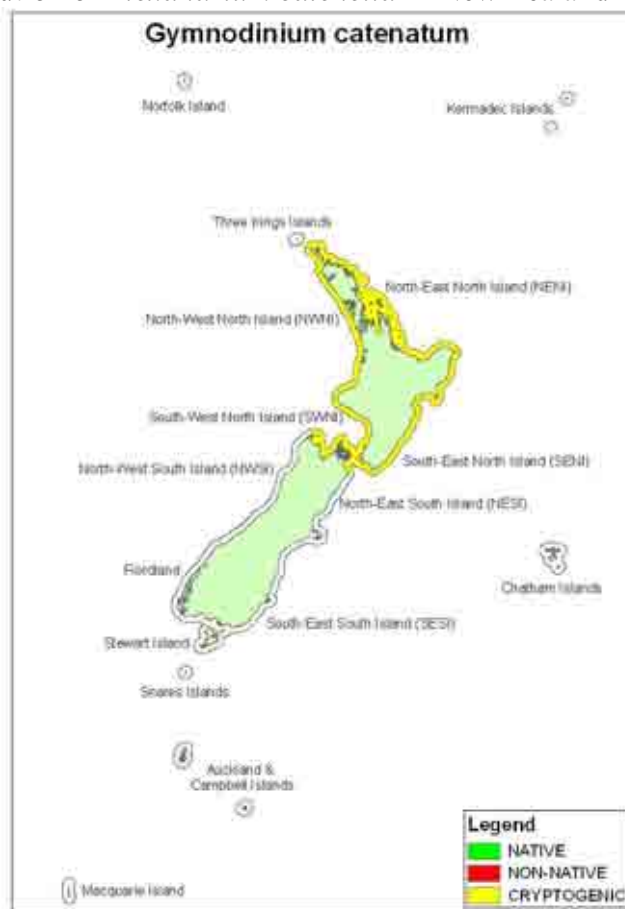 Gymnodinium catenatum
Norfolk Island
Kermadec Islands
Three Kings Islands
North-East North Island (NENI)
North-West North Island (NWNI)
South-West North Island (SWNI)
North-West South Island (NWSI)
South-East North Island (SENI)
North-East South Island (NESI)
Fiordland
Chatham Islands
South-East South Island (SESI)
Stewart Island
Snares Islands
Auckland &
Campbell Islands
Macquarie Island
Legend
NATIVE
NON-NATIVE
CRYPTOGENIC